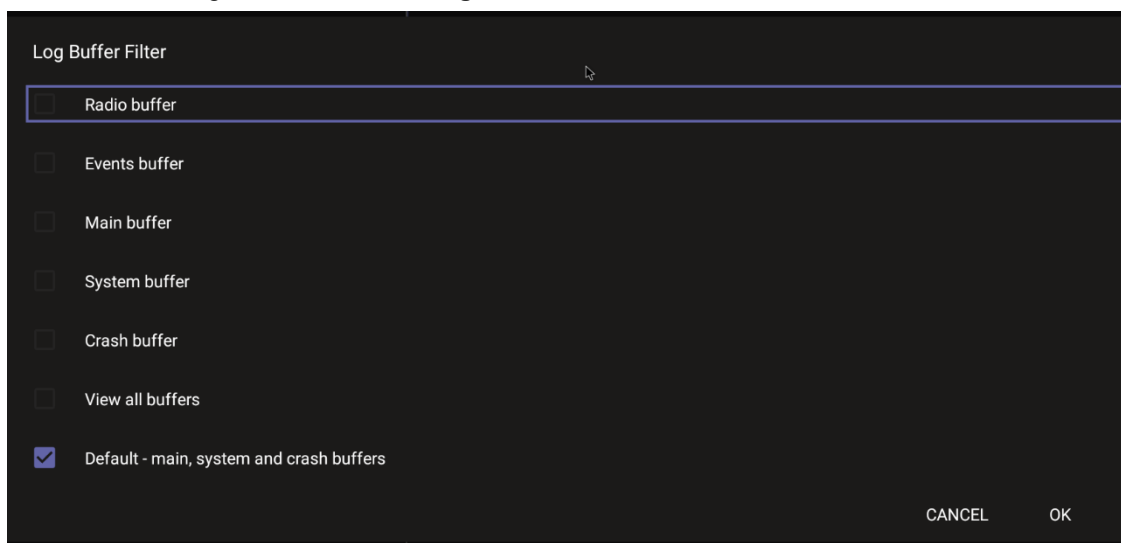 Log Buffer Filter
Radio buffer
Events buffer
Main buffer
System buffer
Crash buffer
View all buffers
Default - main, system and crash buffers
CANCEL OK